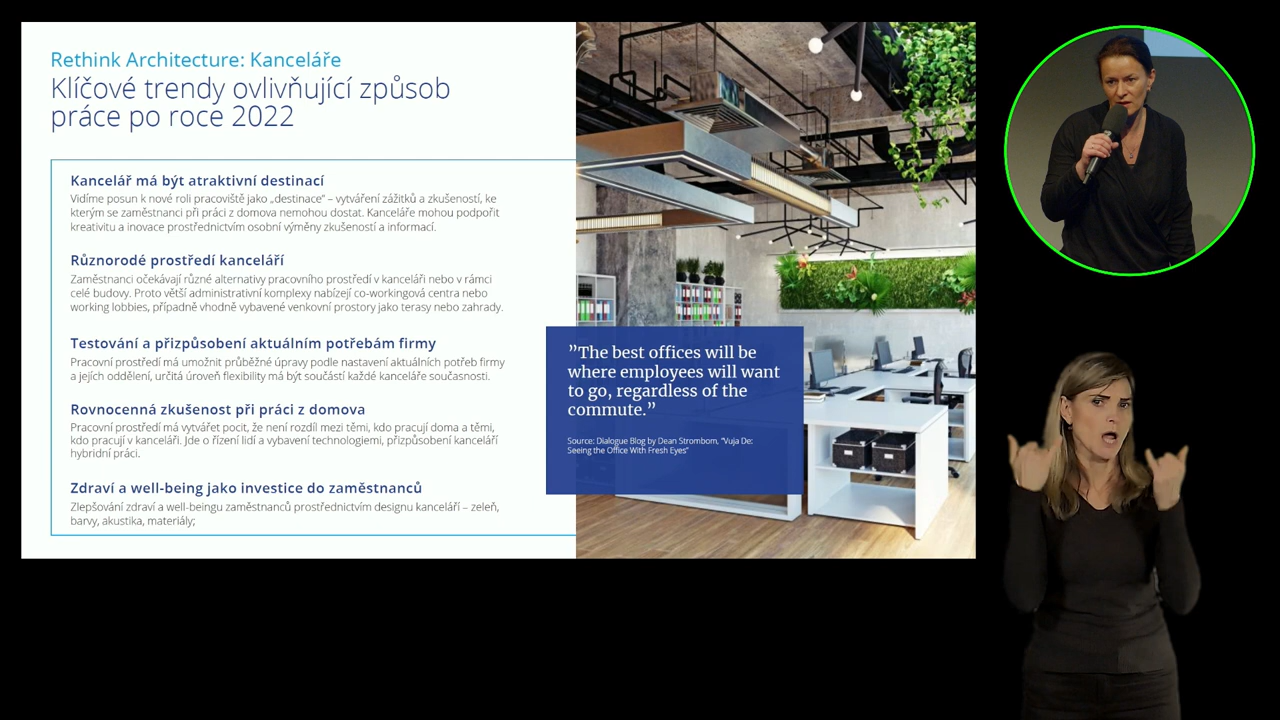 Rethink Architecture: Kanceláře
Klíčové trendy ovlivňující způsob
práce po roce 2022
Kancelář má být atraktivní destinací
Vidíme posun k nové roli pracoviště jako „destinace“ – vytváření zážitků a zkušeností, ke
kterým se zaměstnanci při práci z domova nemohou dostat. Kanceláře mohou podpořit
kreativitu a inovace prostřednictvím osobní výměny zkušeností a informací.
Různorodé prostředí kanceláří
Zaměstnanci očekávají různé alternativy pracovního prostředí v kanceláři nebo v rámci
celé budovy. Proto větší administrativní komplexy nabízejí co-workingová centra nebo
working lobbies, případně vhodně vybavené venkovní prostory jako terasy nebo zahrady.
Testování a přizpůsobení aktuálním potřebám firmy
Pracovní prostředí má umožnit průběžné úpravy podle nastavení aktuálních potřeb firmy
a jejích oddělení, určitá úroveň flexibility má být součástí každé kanceláře současnosti.
Rovnocenná zkušenost při práci z domova
Pracovní prostředí má vytvářet pocit, že není rozdíl mezi těmi, kdo pracují doma a těmi,
kdo pracují v kanceláři. Jde o řízení lidí a vybavení technologiemi, přizpůsobení kanceláří
hybridní práci.
Zdraví a well-being jako investice do zaměstnanců
Zlepšování zdraví a well-beingu zaměstnanců prostřednictvím designu kanceláří – zeleň,
barvy, akustika, materiály;
”The best offices will be
where employees will want
to go, regardless of the
commute.”
Source: Dialogue Blog by Dean Strombom, “Vuja De:
Seeing the Office With Fresh Eyes”